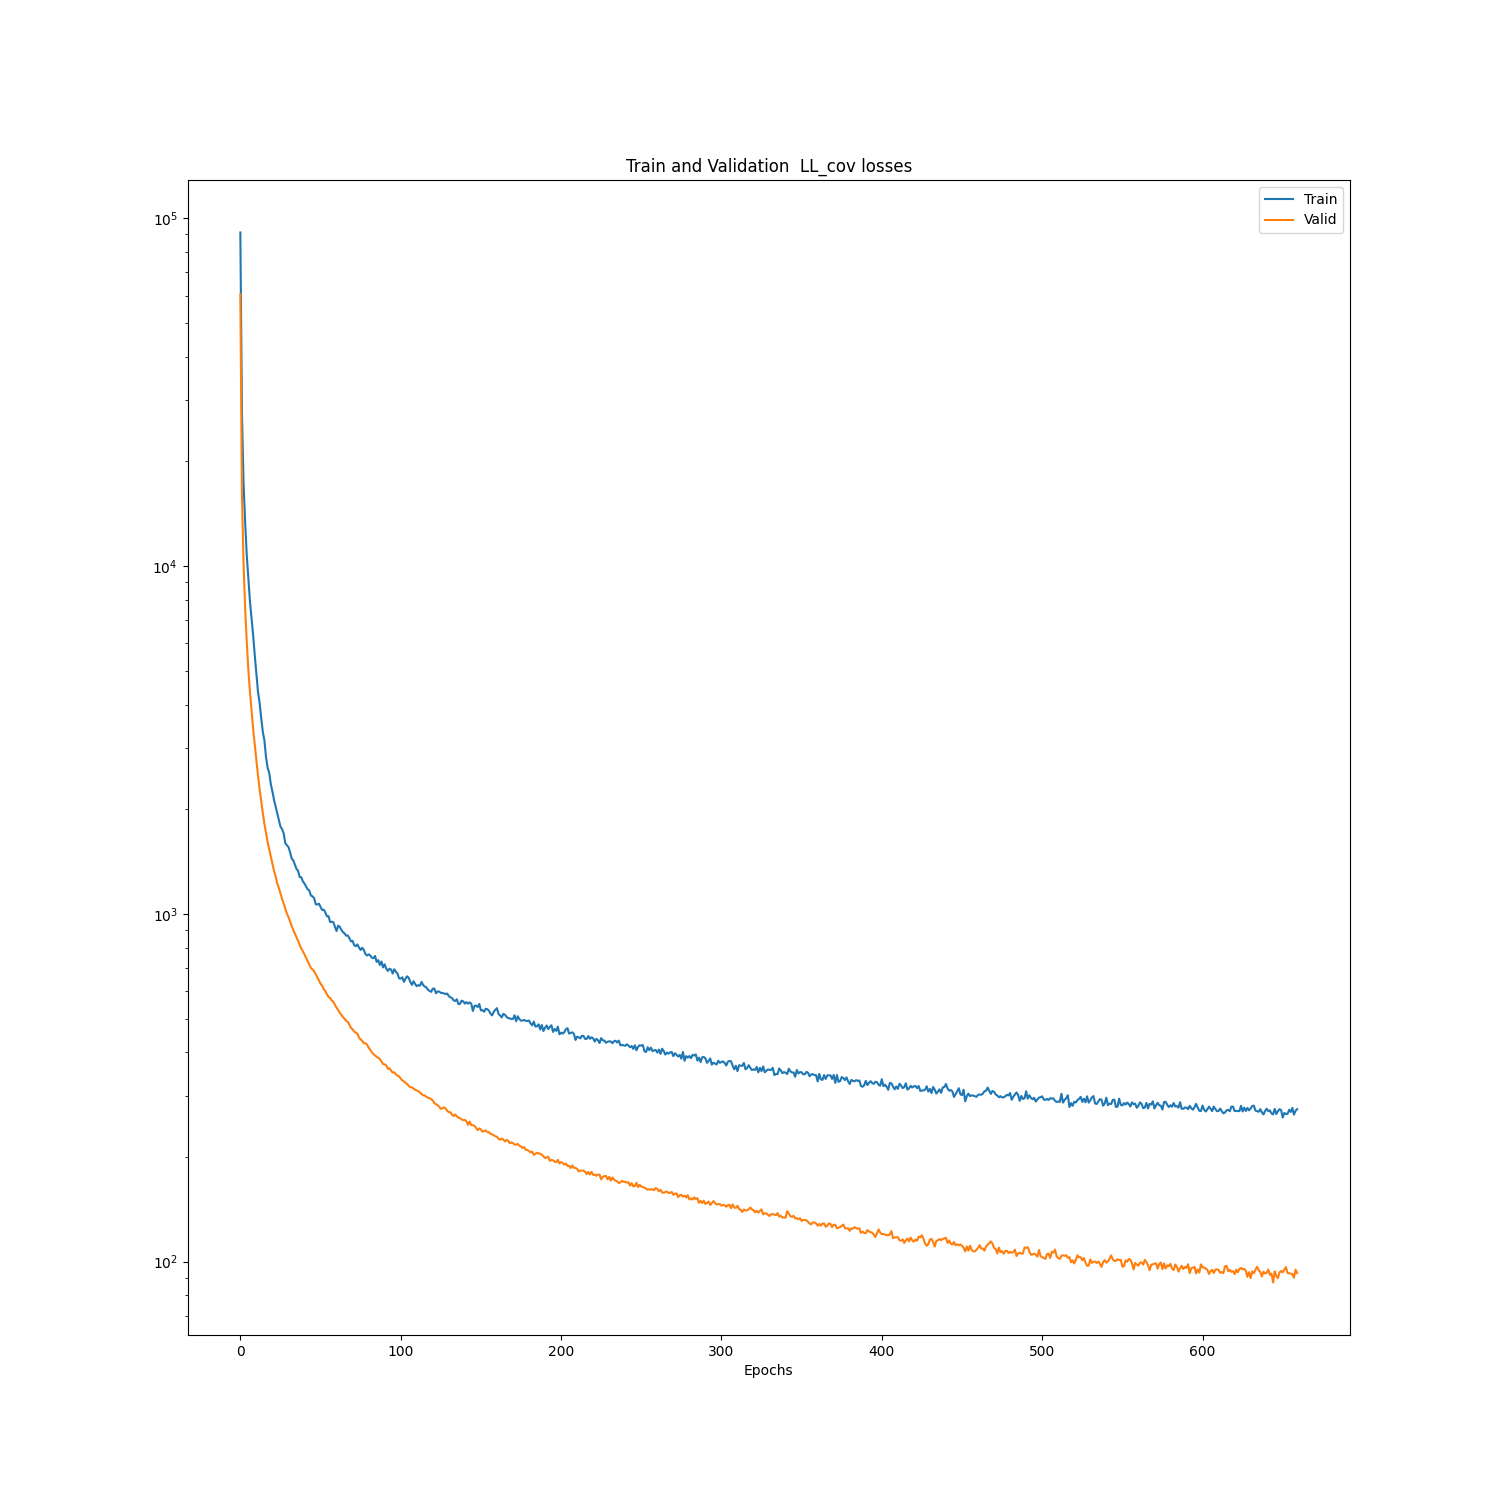 Train and Validation  LL_cov losses
Train
Valid
10^5
10^4
10^3
10^2
0 100 200 300 400 500 600
Epochs